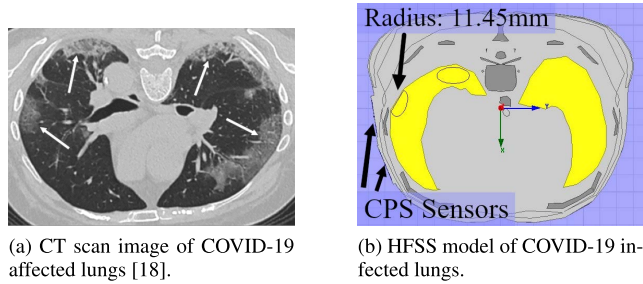 Radius: 11.45mm
Y
X
CPS Sensors
(a) CT scan image of COVID-19
affected lungs [18].
(b) HFSS model of COVID-19 in-
fected lungs.